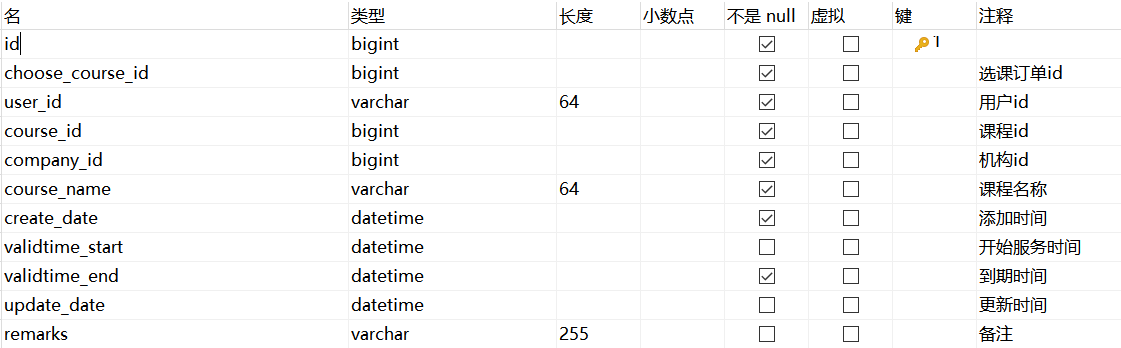 名 类型 长度 小数点 不是 null 虚拟 键 注释
id bigint 1
choose_course_id bigint 选课订单id
user_id varchar 64 用户id
course_id bigint 课程id
company_id bigint 机构id
course_name varchar 64 课程名称
create_date datetime 添加时间
validtime_start datetime 开始服务时间
validtime_end datetime 到期时间
update_date datetime 更新时间
remarks varchar 255 备注